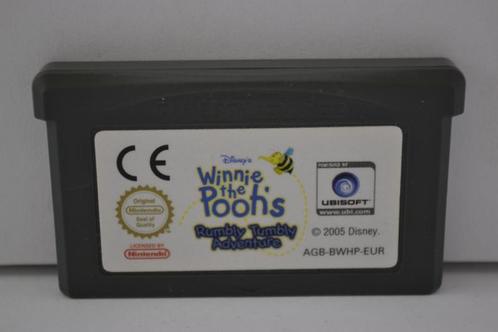 CE
Original
Nintendo
Seal of
Quality
LICENSED BY
Nintendo
Disney's
Winnie
the
Pooh's
Rumbly Tumbly
Adventure
UBISOFT
www.ubi.com
© 2005 Disney.
AGB-BWHP-EUR